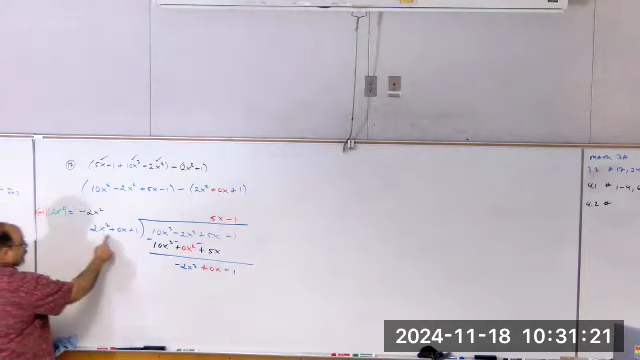 (5x-1+10x³-2x²) ÷ (2x²+1)
(10x³-2x²+5x-1) ÷ (2x²+0x+1)
(-1)(2x²) = -2x²
5x-1
2x²+0x+1) 10x³-2x²+5x-1
10x³+0x²+5x
-2x²+0x-1
math 3A
4.2 #
2024-11-18 10:31:21